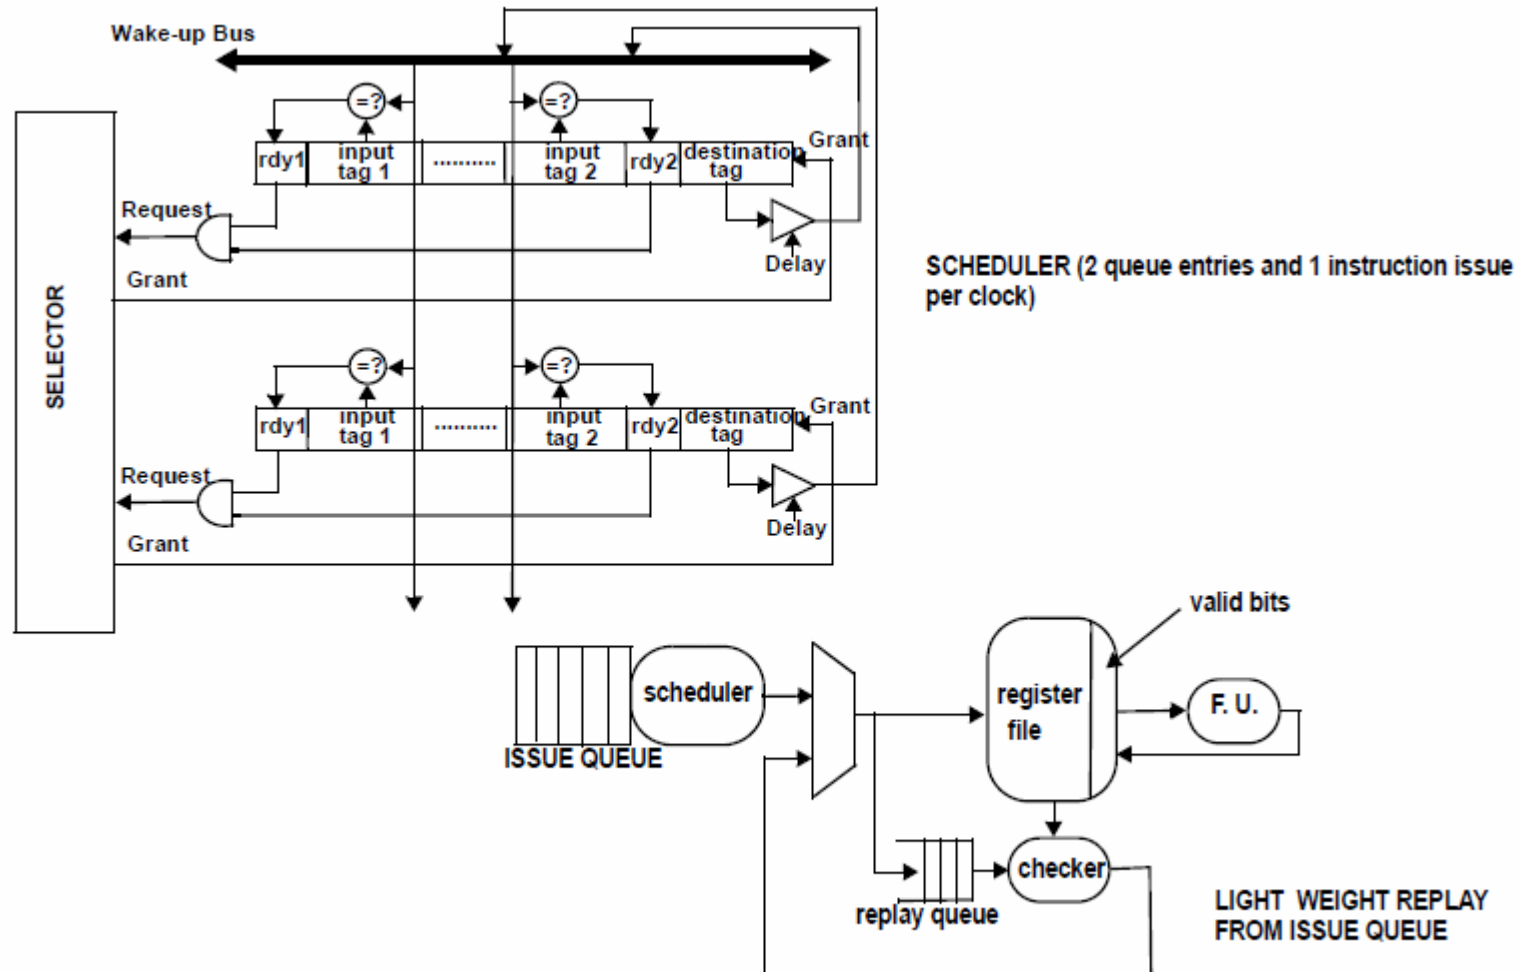 Wake-up Bus
=?
=?
Grant
rdy1
input
tag 1
..........
input
tag 2
rdy2
destination
tag
Request
Delay
Grant
SCHEDULER (2 queue entries and 1 instruction issue
per clock)
SELECTOR
=?
=?
Grant
rdy1
input
tag 1
..........
input
tag 2
rdy2
destination
tag
Request
Delay
Grant
valid bits
scheduler
register
file
F. U.
ISSUE QUEUE
checker
replay queue
LIGHT WEIGHT REPLAY
FROM ISSUE QUEUE